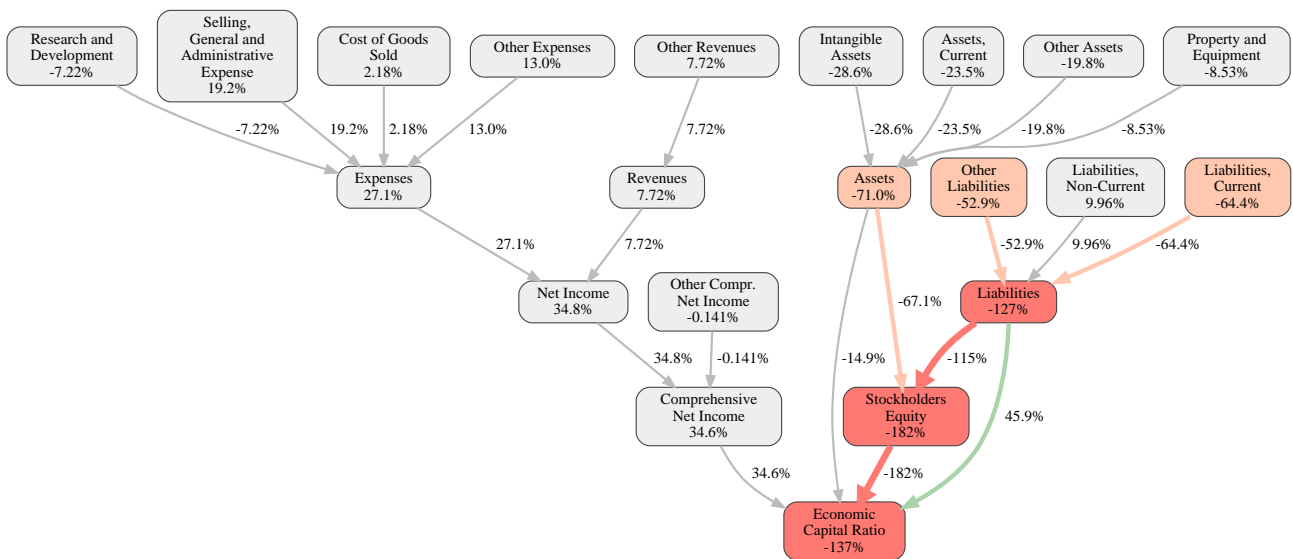 Research and
Development
-7.22%
Selling,
General and
Administrative
Expense
19.2%
Cost of Goods
Sold
2.18%
Other Expenses
13.0%
Other Revenues
7.72%
Intangible
Assets
-28.6%
Assets,
Current
-23.5%
Other Assets
-19.8%
Property and
Equipment
-8.53%
-7.22%
19.2%
2.18%
13.0%
7.72%
-28.6%
-23.5%
-19.8%
-8.53%
Expenses
27.1%
Revenues
7.72%
Assets
-71.0%
Other
Liabilities
-52.9%
Liabilities,
Non-Current
9.96%
Liabilities,
Current
-64.4%
27.1%
7.72%
-52.9%
9.96%
-64.4%
Net Income
34.8%
Other Compr.
Net Income
-0.141%
-67.1%
Liabilities
-127%
34.8%
-0.141%
-14.9%
-115%
Comprehensive
Net Income
34.6%
Stockholders
Equity
-182%
45.9%
34.6%
-182%
Economic
Capital Ratio
-137%